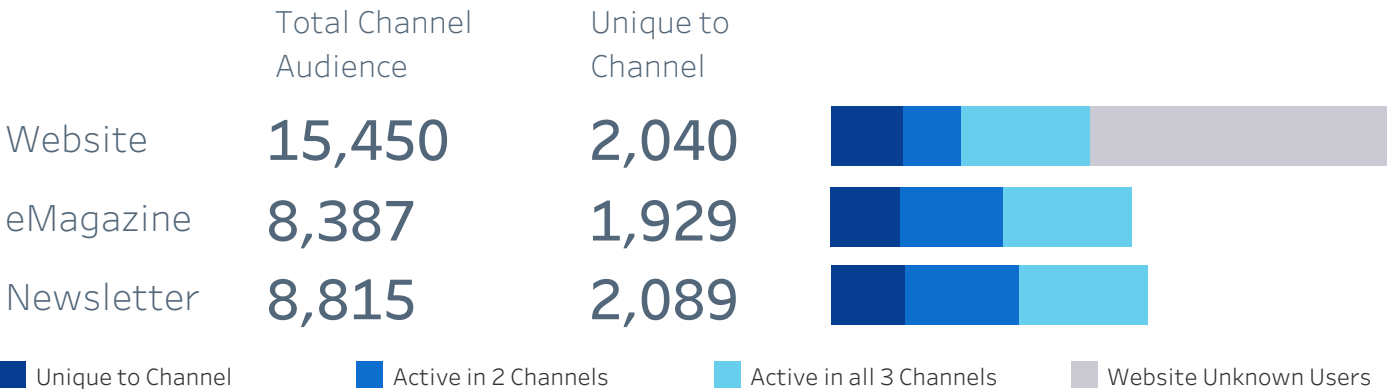 Total Channel
Audience
Unique to
Channel
Website 15,450 2,040
eMagazine 8,387 1,929
Newsletter 8,815 2,089
Unique to Channel Active in 2 Channels Active in all 3 Channels Website Unknown Users